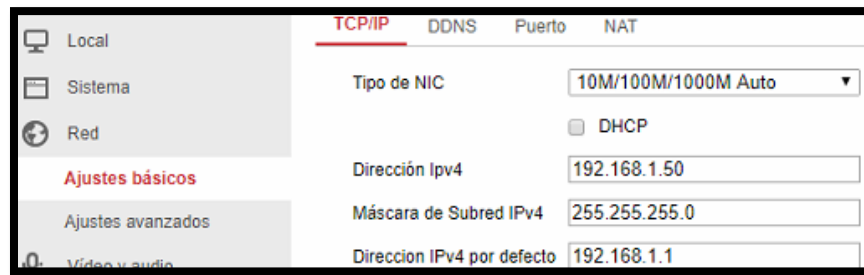 Local
Sistema
Red
Ajustes básicos
Ajustes avanzados
Vídeo y audio
TCP/IP DDNS Puerto NAT
Tipo de NIC 10M/100M/1000M Auto
DHCP
Dirección Ipv4 192.168.1.50
Máscara de Subred IPv4 255.255.255.0
Direccion IPv4 por defecto 192.168.1.1